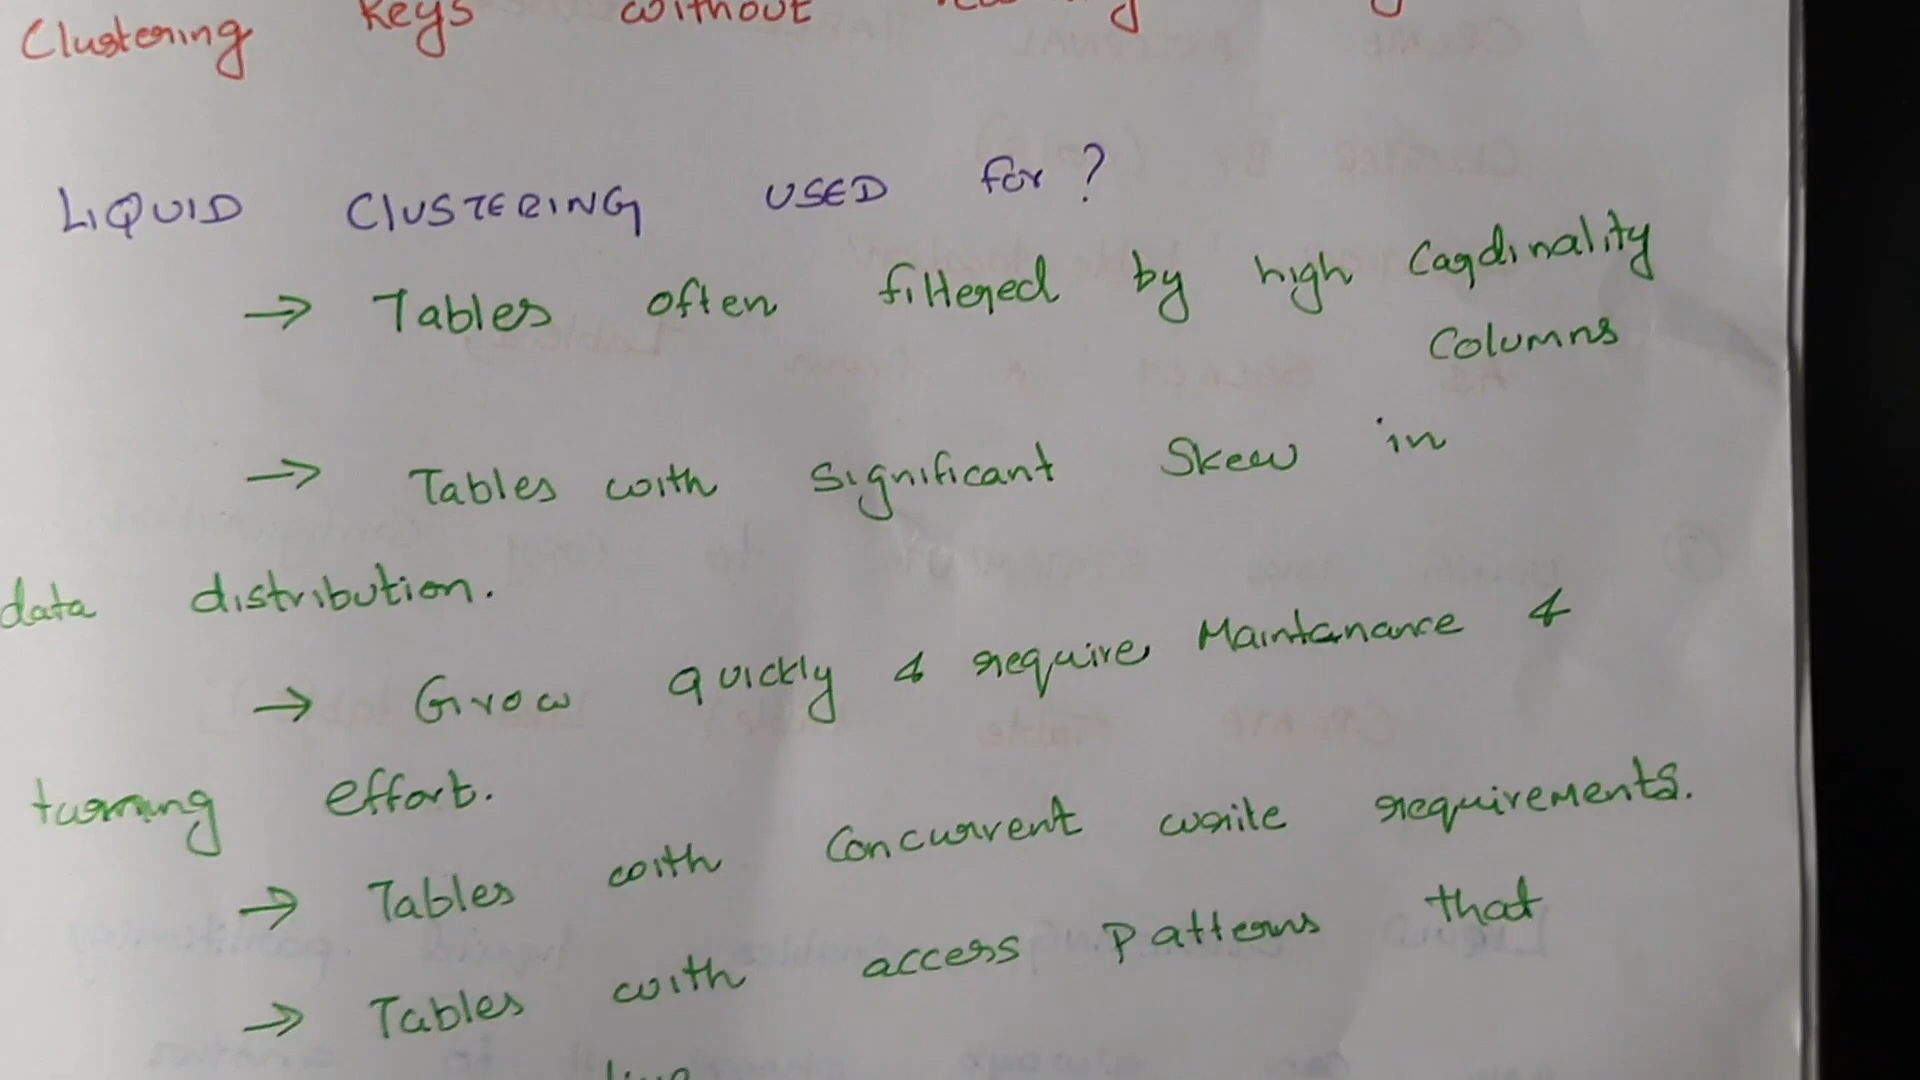 Clustering Keys without
LIQUID CLUSTERING USED for?
→ Tables often filtered by high Cardinality
Columns
→ Tables with significant Skew in
data distribution.
→ Grow quickly & require Maintanance &
turning effort.
→ Tables with Concurrent write requirements.
→ Tables with access Patterns that